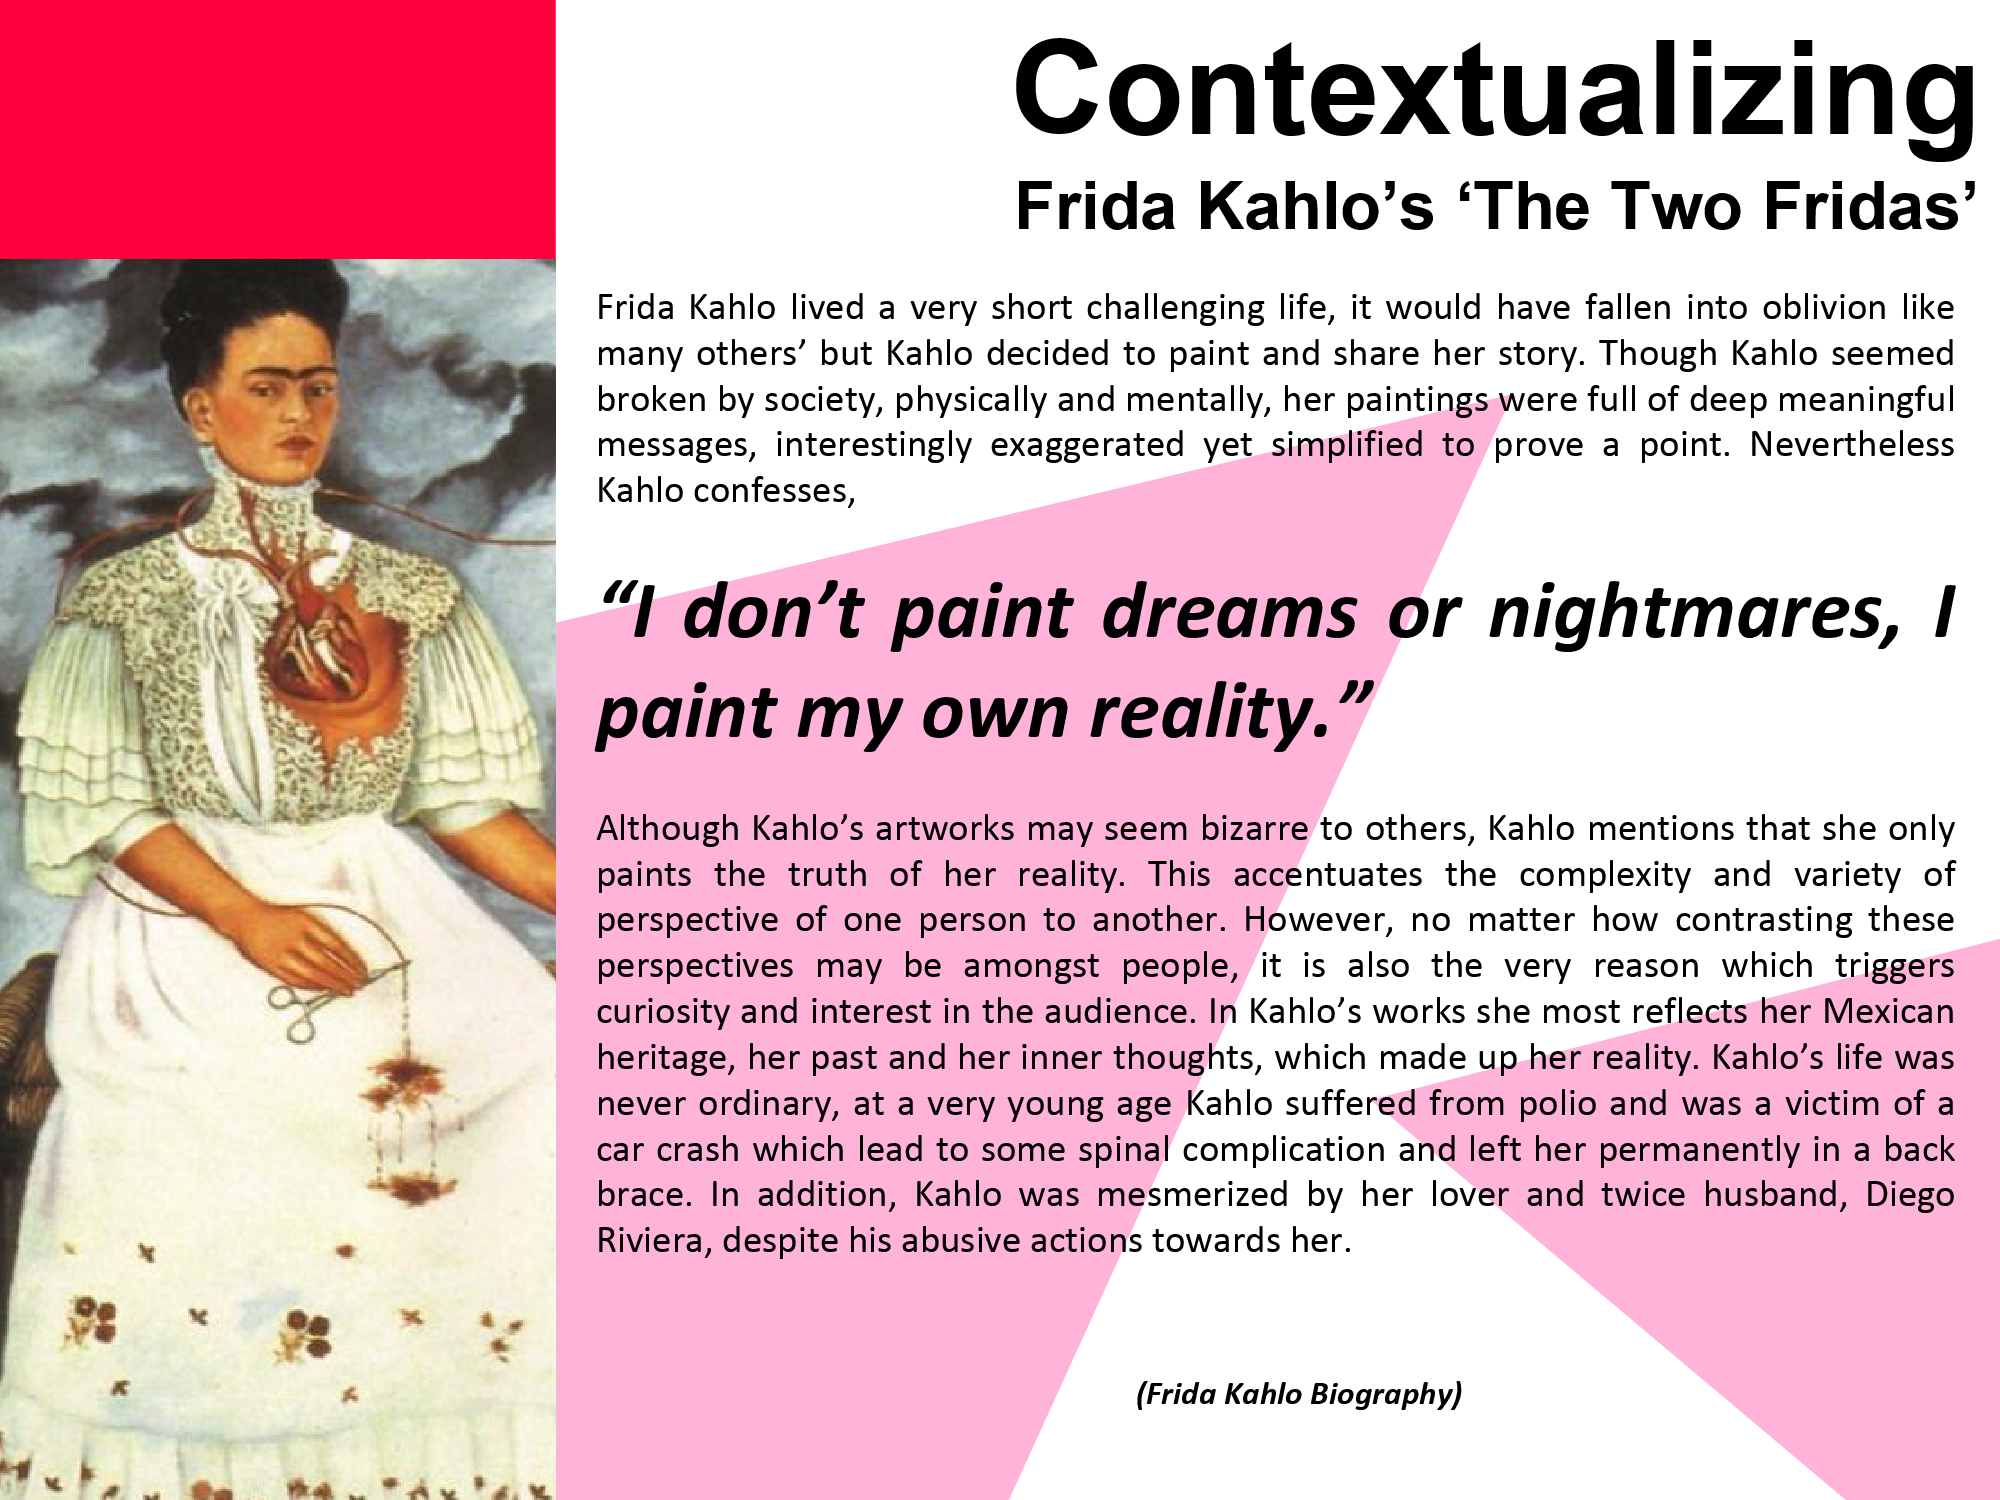 Contextualizing
Frida Kahlo’s ‘The Two Fridas’
Frida Kahlo lived a very short challenging life, it would have fallen into oblivion like
many others’ but Kahlo decided to paint and share her story. Though Kahlo seemed
broken by society, physically and mentally, her paintings were full of deep meaningful
messages, interestingly exaggerated yet simplified to prove a point. Nevertheless
Kahlo confesses,
“I don’t paint dreams or nightmares, I
paint my own reality.”
Although Kahlo’s artworks may seem bizarre to others, Kahlo mentions that she only
paints the truth of her reality. This accentuates the complexity and variety of
perspective of one person to another. However, no matter how contrasting these
perspectives may be amongst people, it is also the very reason which triggers
curiosity and interest in the audience. In Kahlo’s works she most reflects her Mexican
heritage, her past and her inner thoughts, which made up her reality. Kahlo’s life was
never ordinary, at a very young age Kahlo suffered from polio and was a victim of a
car crash which lead to some spinal complication and left her permanently in a back
brace. In addition, Kahlo was mesmerized by her lover and twice husband, Diego
Riviera, despite his abusive actions towards her.
(Frida Kahlo Biography)